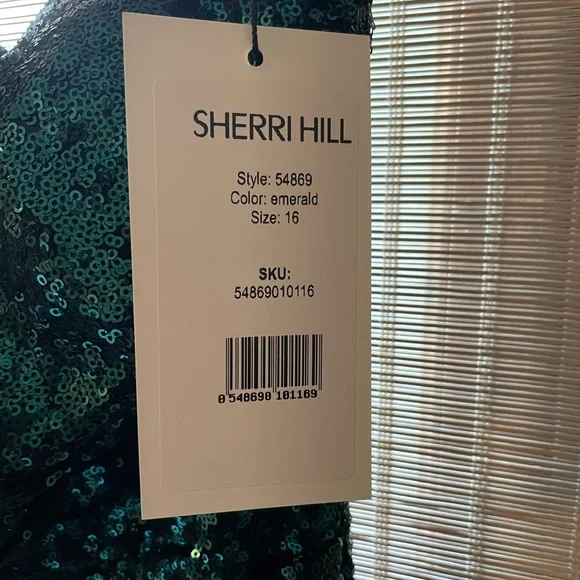 SHERRI HILL
Style: 54869
Color: emerald
Size: 16
SKU:
54869010116
0 548690 101169